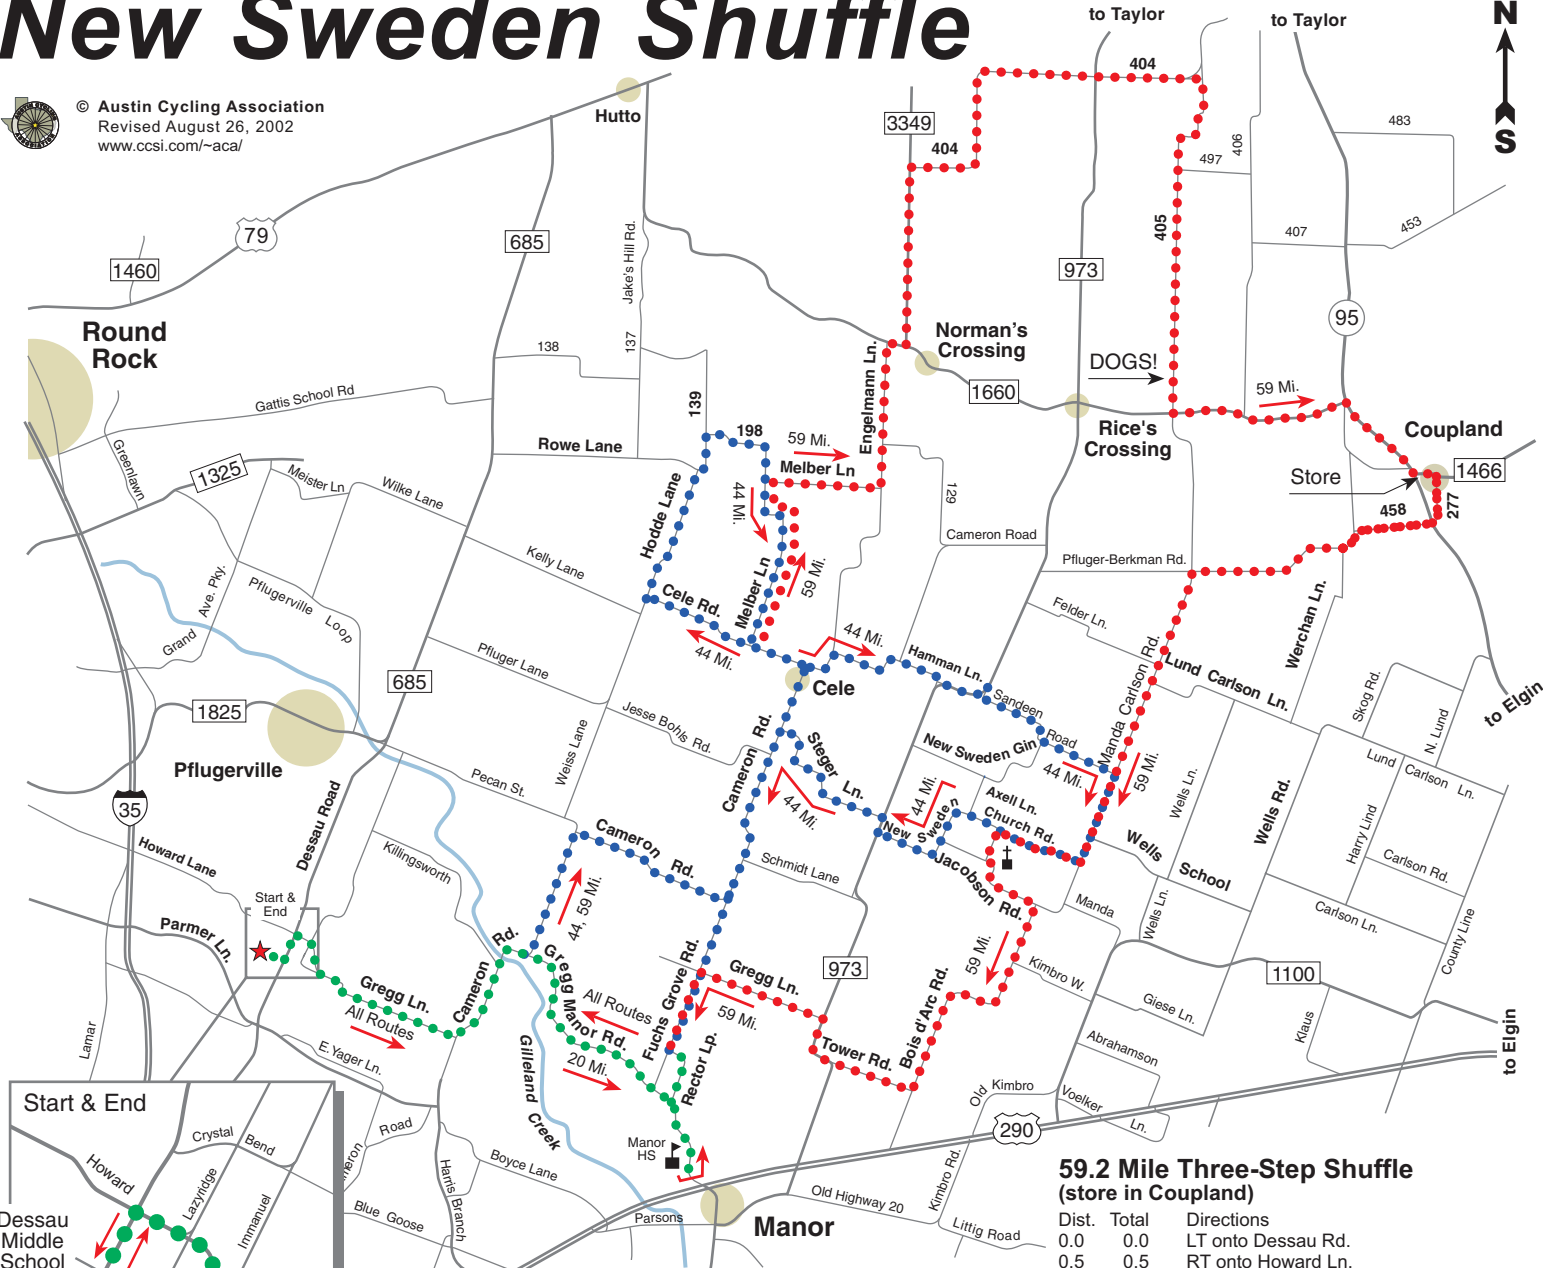 New Sweden Shuffle
© Austin Cycling Association
Revised August 26, 2002
www.ccsi.com/~aca/
to Taylor
to Taylor
N
S
Hutto
3349
404
404
483
406
497
405
407
453
79
685
1460
Jake's Hill Rd.
973
95
Round
Rock
138
137
Norman's
Crossing
DOGS!
1660
59 Mi.
Gattis School Rd
139
198
Engelmann Ln.
Rice's
Crossing
Coupland
Greenlawn
Rowe Lane
59 Mi.
Melber Ln
Store
1466
1325
Meister Ln
Wilke Lane
44 Mi.
129
458
277
Hodde Lane
Cameron Road
Kelly Lane
Pfluger-Berkman Rd.
Melber Ln
59 Mi.
Grand
Ave. Pky.
Pflugerville
Loop
Cele Rd.
44 Mi.
44 Mi.
Felder Ln.
Werchan Ln.
Pfluger Lane
Hamman Ln.
Manda Carlson Rd.
Lund Carlson Ln.
685
Cele
Sandeen
Road
Skog Rd.
N. Lund
to Elgin
1825
Jesse Bohls Rd.
Weiss Lane
Cameron Rd.
Steger Ln.
New Sweden Gin
44 Mi.
59 Mi.
Lund Carlson Ln.
Pflugerville
Pecan St.
44 Mi.
44 Mi.
Axell Ln.
Church Rd.
Wells Ln.
Wells Rd.
35
Dessau Road
New Sweden
Harry Lind
Howard Lane
Killingsworth
Cameron Rd.
Schmidt Lane
Jacobson Rd.
Wells School
Carlson Rd.
Start &
End
44, 59 Mi.
Manda
Wells Ln.
Carlson Ln.
County Line
Parmer Ln.
Cameron Rd.
Gregg Manor Rd.
Fuchs Grove Rd.
Gregg Ln.
973
59 Mi.
Kimbro W.
1100
Gregg Ln.
All Routes
All Routes
59 Mi.
Bois d'Arc Rd.
Giese Ln.
Klaus
Lamar
E.Yager Ln.
20 Mi.
Rector Lp.
Tower Rd.
Abrahamson
to Elgin
Gilleland Creek
Old Kimbro
Voelker
Ln.
Start & End
Crystal Bend
Road
Manor
HS
290
Howard
Lazyridge
Immanuel
Harris Branch
Boyce Lane
Kimbro Rd.
Blue Goose
Parsons
Old Highway 20
Littig Road
Manor
Dessau
Middle
School
59.2 Mile Three-Step Shuffle
(store in Coupland)
Dist. Total Directions
0.0 0.0 LT onto Dessau Rd.
0.5 0.5 RT onto Howard Ln.